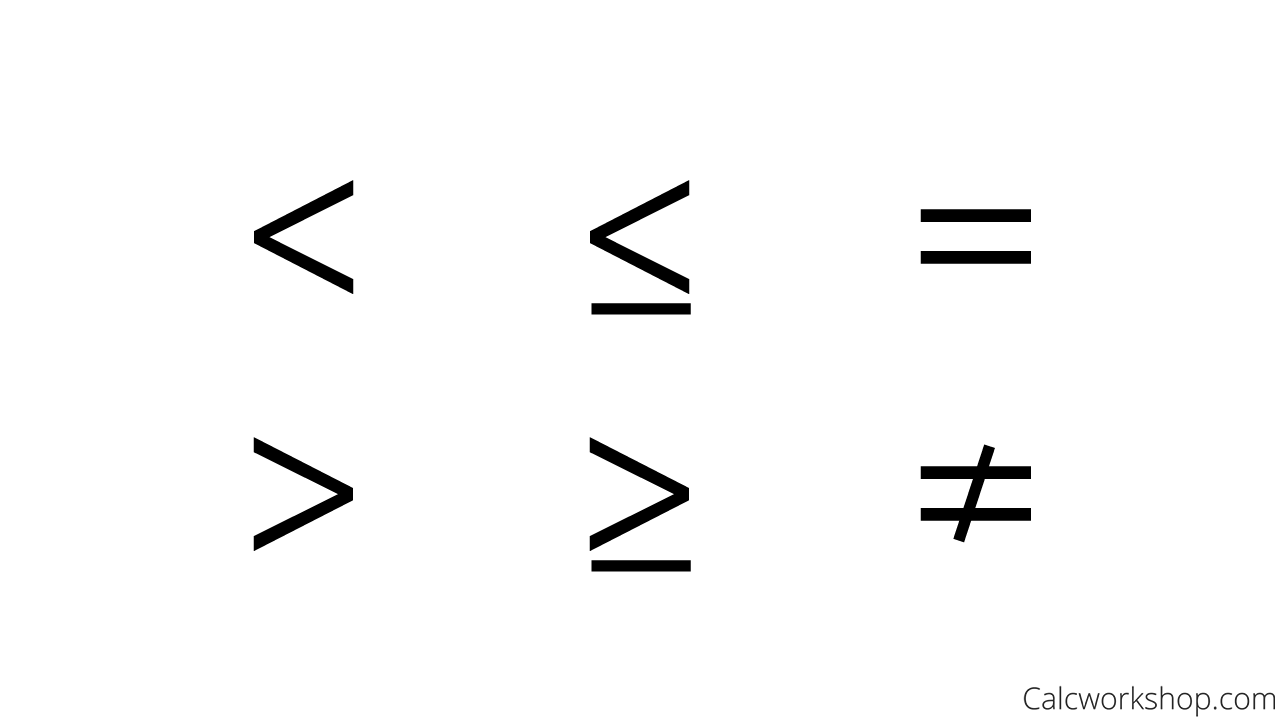 < ≤ =
> ≥ ≠
Calcworkshop.com